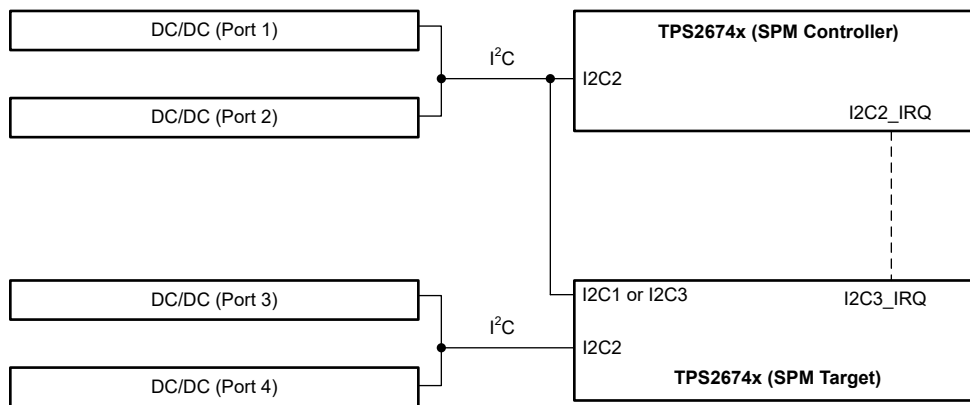 DC/DC (Port 1)
TPS2674x (SPM Controller)
I²C
I2C2
DC/DC (Port 2)
I2C2_IRQ
DC/DC (Port 3)
I2C1 or I2C3
I2C3_IRQ
I²C
I2C2
DC/DC (Port 4)
TPS2674x (SPM Target)